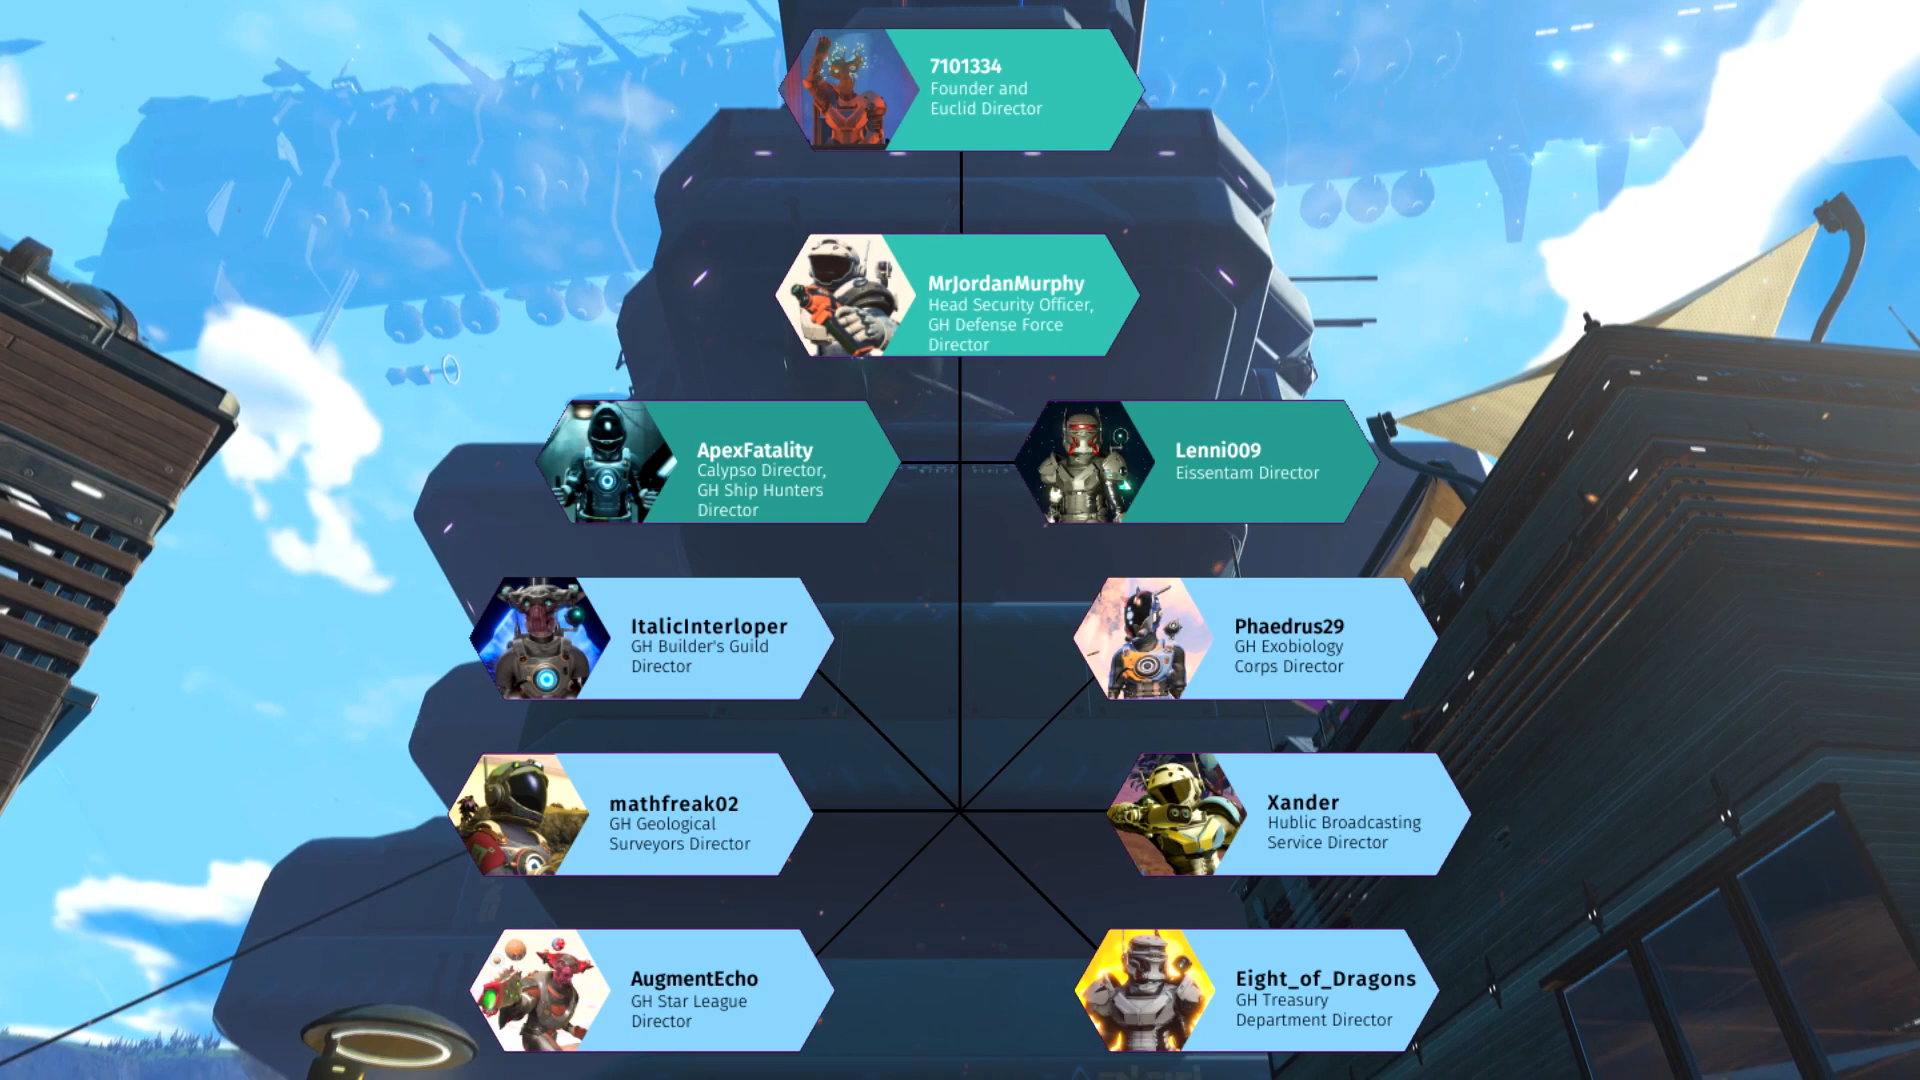 7101334
Founder and
Euclid Director
MrJordanMurphy
Head Security Officer,
GH Defense Force
Director
ApexFatality
Calypso Director,
GH Ship Hunters
Director
Lenni009
Eissentam Director
ItalicInterloper
GH Builder's Guild
Director
Phaedrus29
GH Exobiology
Corps Director
mathfreak02
GH Geological
Surveyors Director
Xander
Hublic Broadcasting
Service Director
AugmentEcho
GH Star League
Director
Eight_of_Dragons
GH Treasury
Department Director